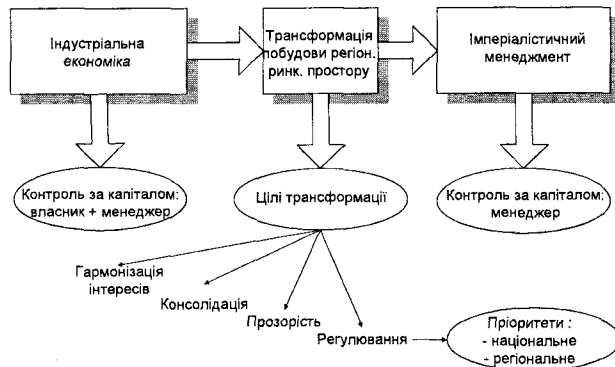 Індустріальна
економіка
Трансформація
побудови регіон.
ринк. простору
Імперіалістичний
менеджмент
Контроль за капіталом:
власник + менеджер
Цілі трансформації
Контроль за капіталом:
менеджер
Гармонізація
інтересів
Консолідація
Прозорість
Регулювання
Пріоритети :
- національне
- регіональне